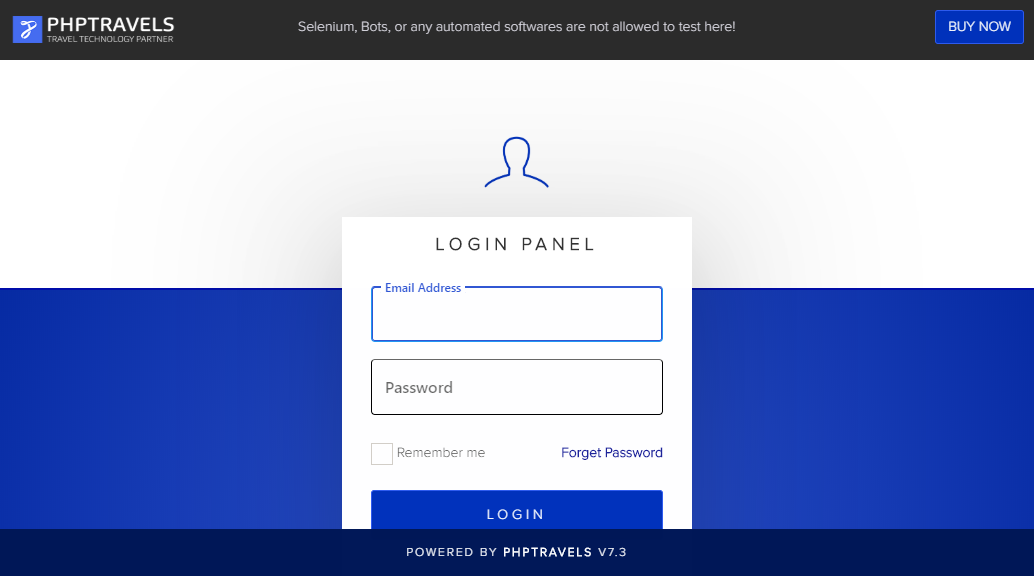 PHPTRAVELS
TRAVEL TECHNOLOGY PARTNER
Selenium, Bots, or any automated softwares are not allowed to test here!
BUY NOW
LOGIN PANEL
Email Address
Password
Remember me
Forget Password
LOGIN
POWERED BY PHPTRAVELS V7.3